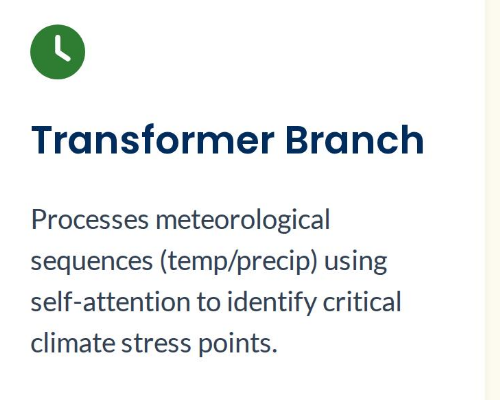 Transformer Branch
Processes meteorological
sequences (temp/precip) using
self-attention to identify critical
climate stress points.